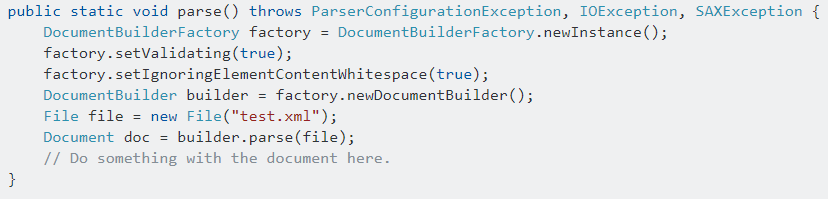 public static void parse() throws ParserConfigurationException, IOException, SAXException {
    DocumentBuilderFactory factory = DocumentBuilderFactory.newInstance();
    factory.setValidating(true);
    factory.setIgnoringElementContentWhitespace(true);
    DocumentBuilder builder = factory.newDocumentBuilder();
    File file = new File("test.xml");
    Document doc = builder.parse(file);
    // Do something with the document here.
}